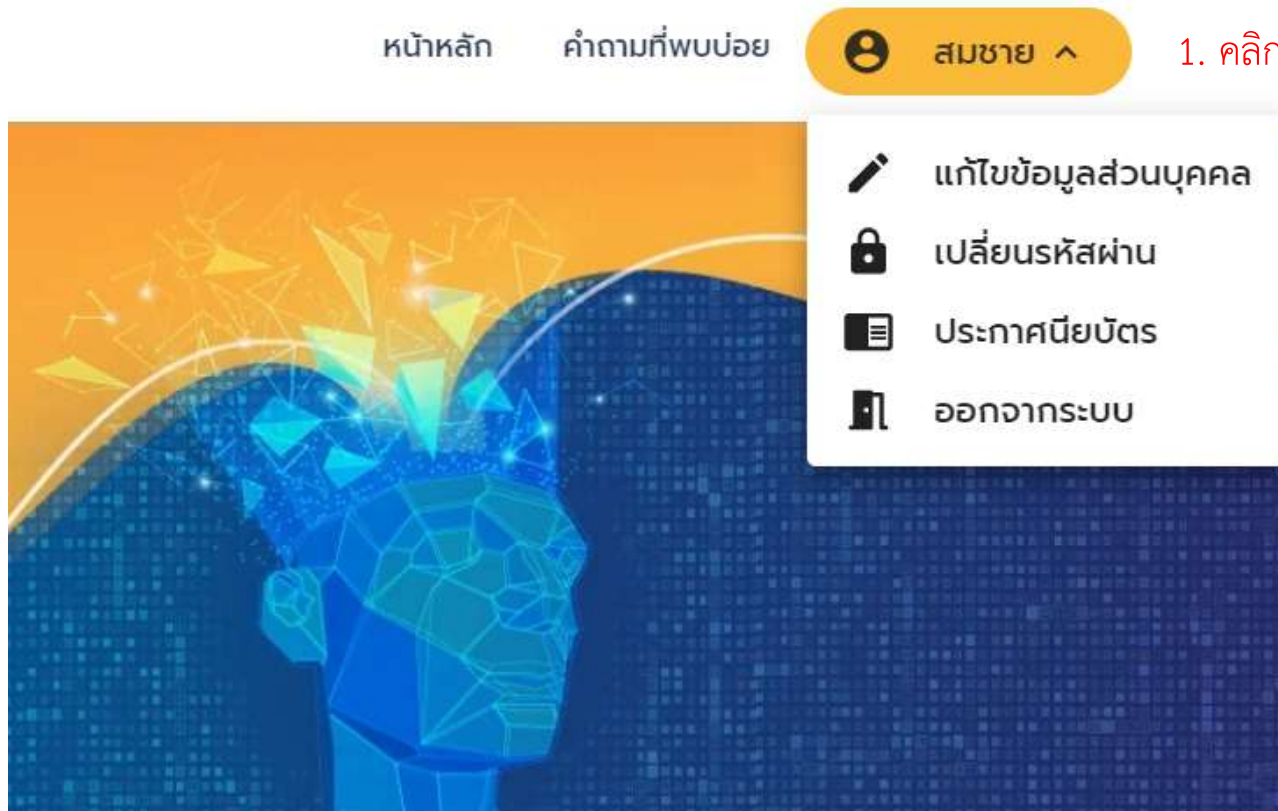 หน้าหลัก คำถามที่พบบ่อย สมชาย 1. คลิก
แก้ไขข้อมูลส่วนบุคคล
เปลี่ยนรหัสผ่าน
ประกาศนียบัตร
ออกจากระบบ